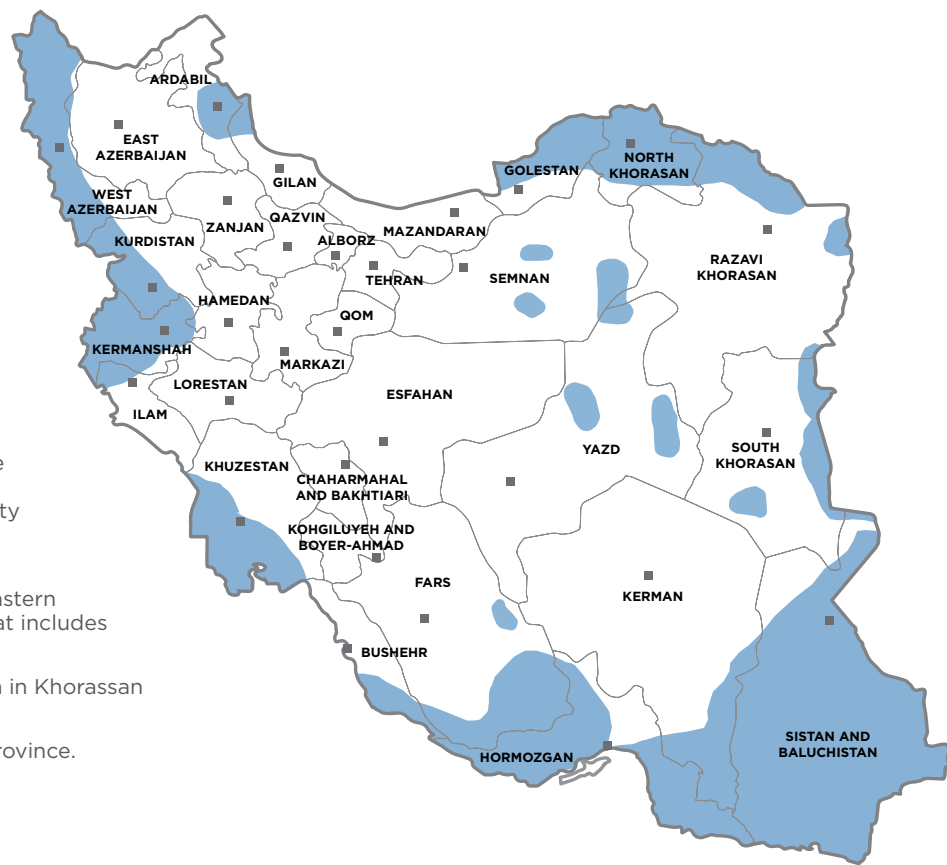 ARDABIL
EAST
AZERBAIJAN
GILAN
WEST
AZERBAIJAN
ZANJAN
QAZVIN
KURDISTAN
ALBORZ
MAZANDARAN
GOLESTAN
NORTH
KHORASAN
TEHRAN
SEMNAN
RAZAVI
KHORASAN
HAMEDAN
QOM
KERMANSHAH
MARKAZI
LORESTAN
ESFAHAN
ILAM
YAZD
SOUTH
KHORASAN
KHUZESTAN
CHAHARMAHAL
AND BAKHTIARI
KOHGILUYEH AND
BOYER-AHMAD
FARS
KERMAN
BUSHEHR
HORMOZGAN
SISTAN AND
BALUCHISTAN
e
ty
astern
at includes
in Khorassan
rovince.